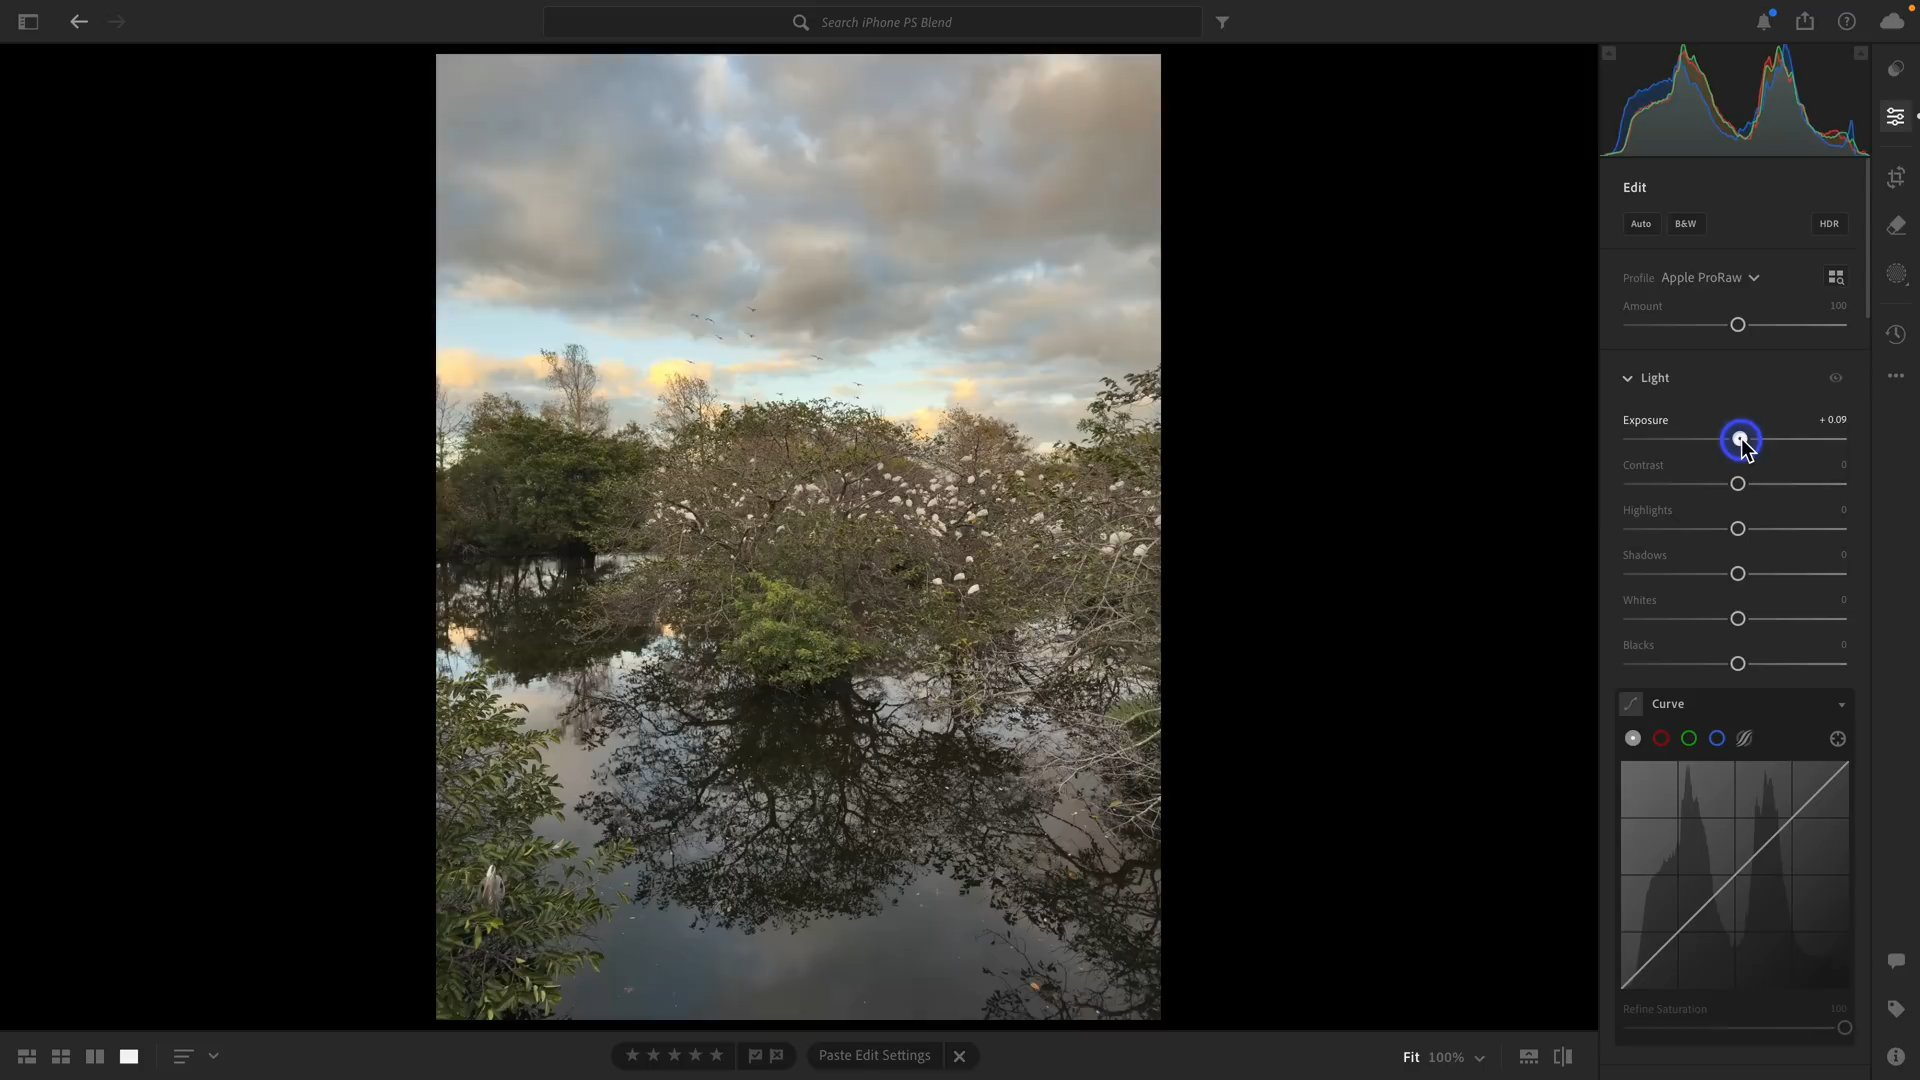 Search iPhone PS Blend
Edit
Auto B&W HDR
Profile Apple ProRaw
Amount 100
Light
Exposure + 0.09
Contrast 0
Highlights 0
Shadows 0
Whites 0
Blacks 0
Curve
Refine Saturation 100
Paste Edit Settings
Fit 100%